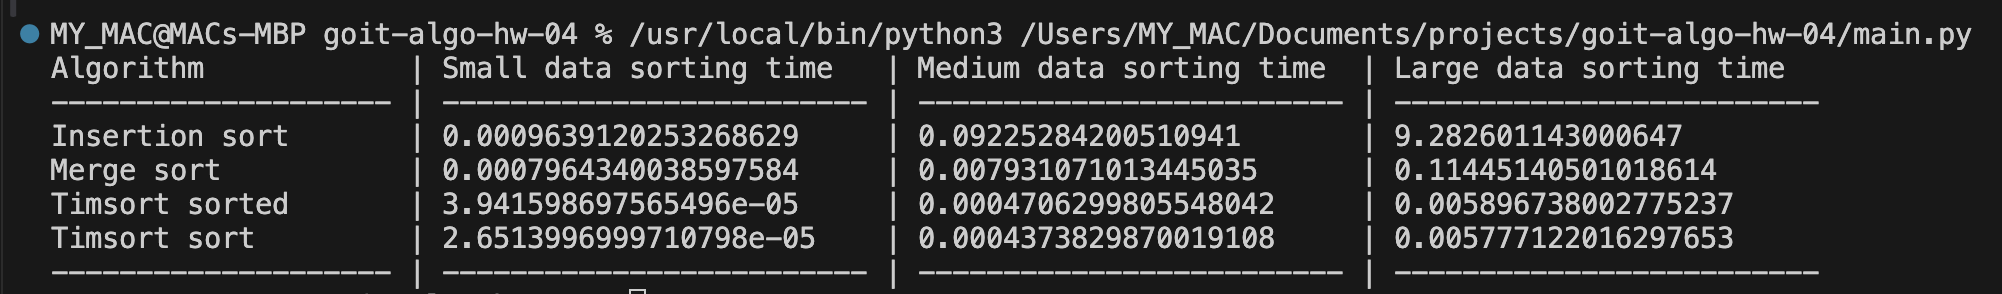 MY_MAC@MACs-MBP goit-algo-hw-04 % /usr/local/bin/python3 /Users/MY_MAC/Documents/projects/goit-algo-hw-04/main.py
Algorithm            | Small data sorting time   | Medium data sorting time  | Large data sorting time
-------------------- | ------------------------- | ------------------------- | -------------------------
Insertion sort       | 0.0009639120253268629     | 0.09225284200510941       | 9.282601143000647
Merge sort           | 0.0007964340038597584     | 0.007931071013445035      | 0.11445140501018614
Timsort sorted       | 3.941598697565496e-05     | 0.0004706299805548042     | 0.005896738002775237
Timsort sort         | 2.6513996999710798e-05    | 0.0004373829870019108     | 0.005777122016297653
-------------------- | ------------------------- | ------------------------- | -------------------------